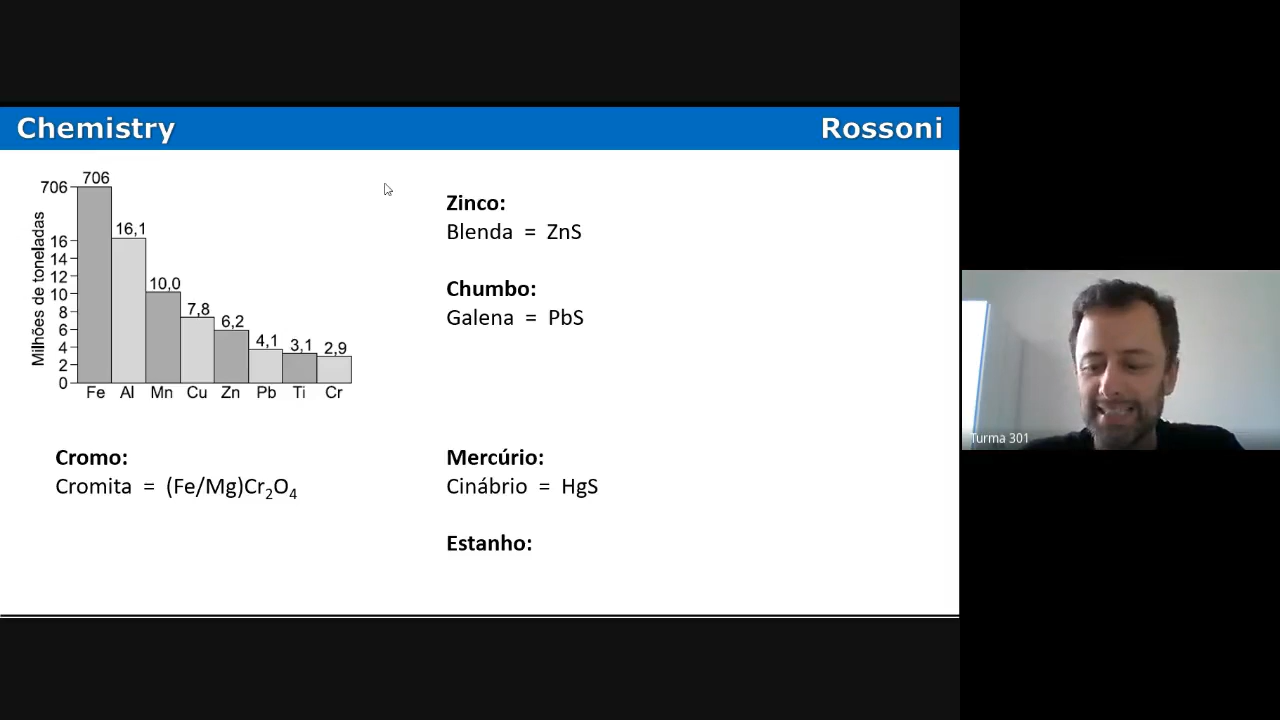 Chemistry
Rossoni
706
706
16,1
16
14
12
10
8
6
4
2
0
10,0
7,8
6,2
4,1
3,1
2,9
Milhões de toneladas
Fe Al Mn Cu Zn Pb Ti Cr
Zinco:
Blenda = ZnS
Chumbo:
Galena = PbS
Cromo:
Cromita = (Fe/Mg)Cr₂O₄
Mercúrio:
Cinábrio = HgS
Estanho:
Turma 301